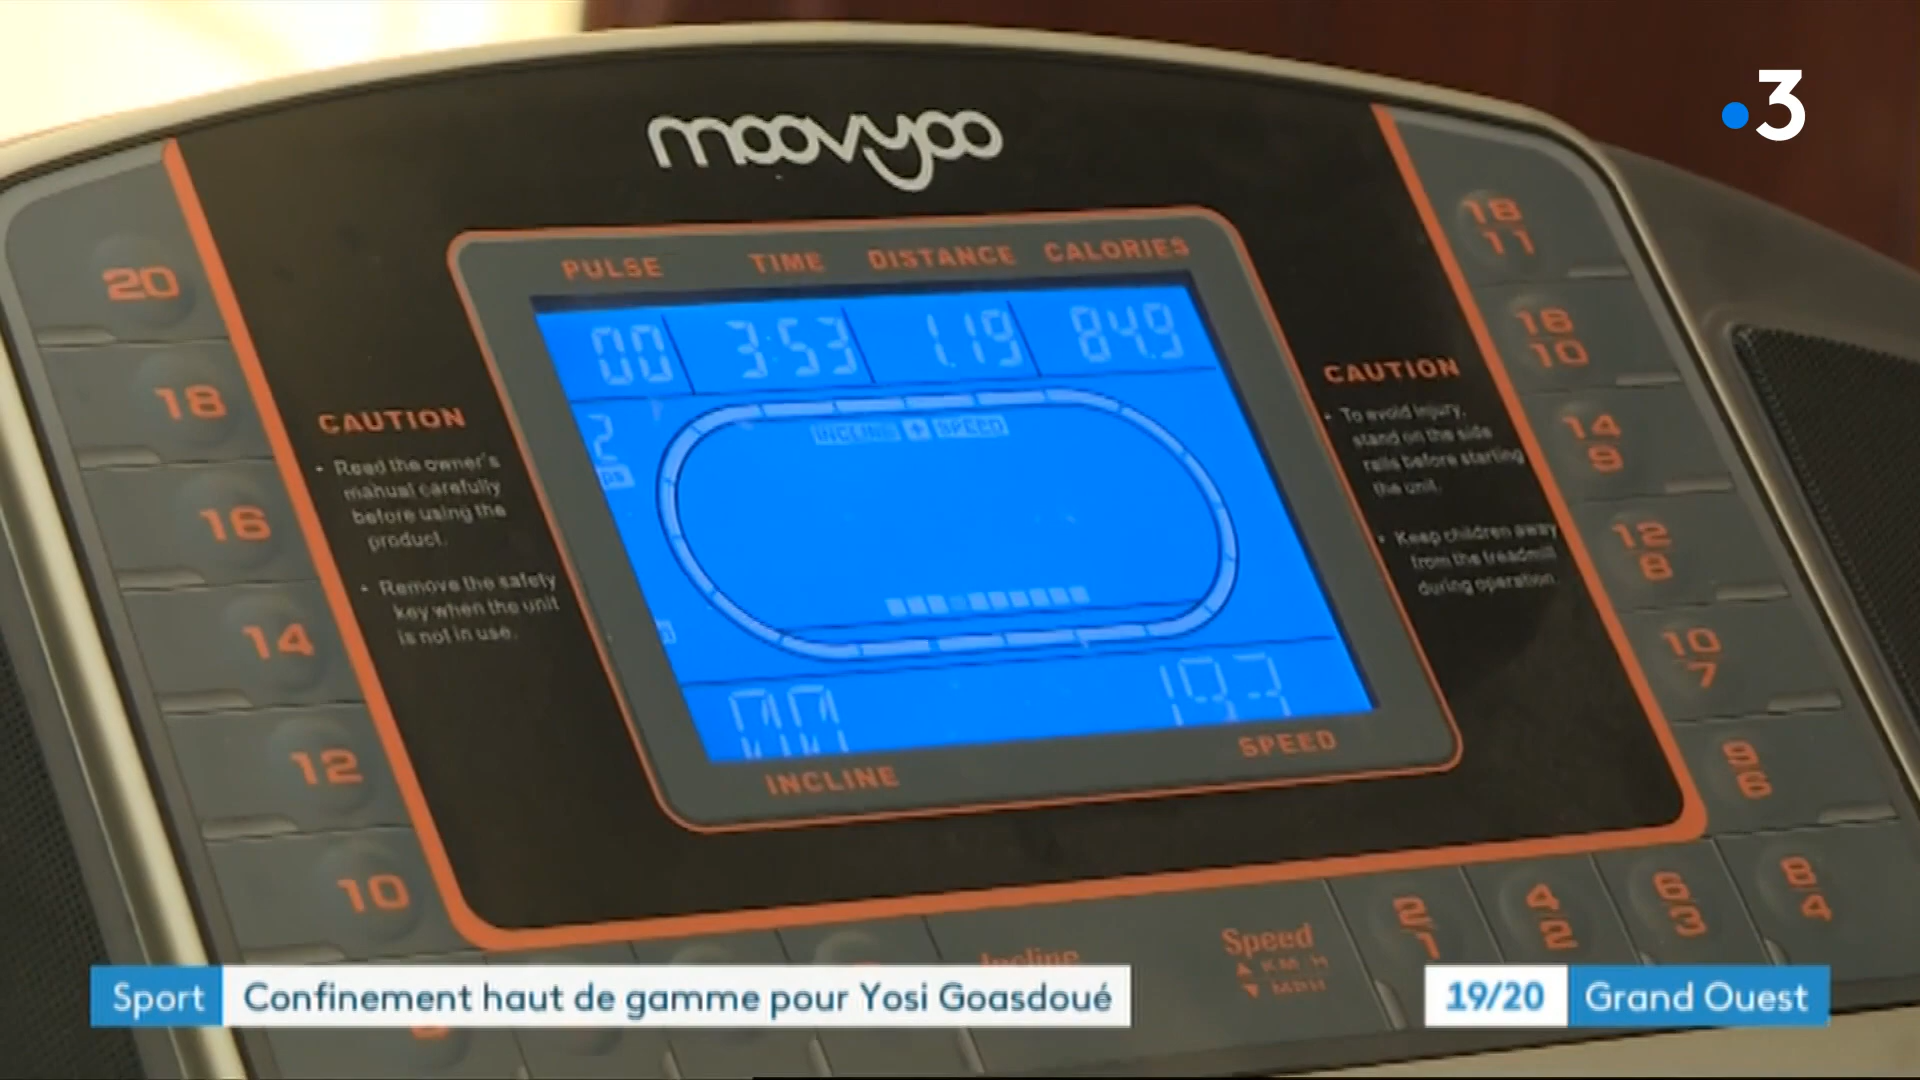 3
moovyoo
PULSE TIME DISTANCE CALORIES
00 3:53 1.19 84.9
INCLINE + SPEED
INCLINE
SPEED
CAUTION
• Read the owner's
manual carefully
before using the
product.
• Remove the safety
key when the unit
is not in use.
CAUTION
• To avoid injury,
stand on the side
rails before starting
the unit.
• Keep children away
from the treadmill
during operation.
20
18
16
14
12
10
18
11
16
10
14
9
12
8
10
7
9
6
8
4
6
3
4
2
2
1
Incline
Speed
▲ KM/H
▼ MPH
Sport Confinement haut de gamme pour Yosi Goasdoué
19/20 Grand Ouest